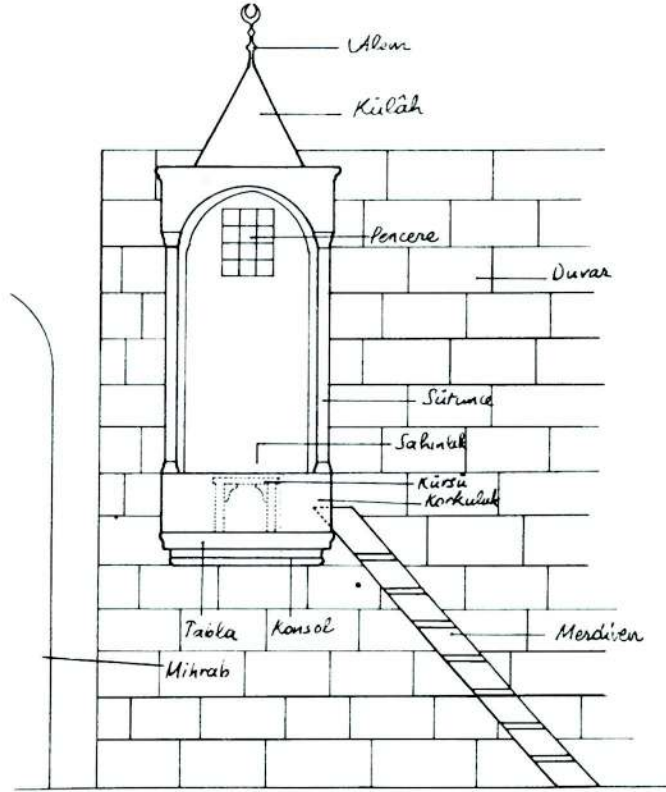 Alem
Külâh
Pencere
Duvar
Sütunce
Sahınlık
Kürsü
Korkuluk
Tabla
Konsol
Merdiven
Mihrab